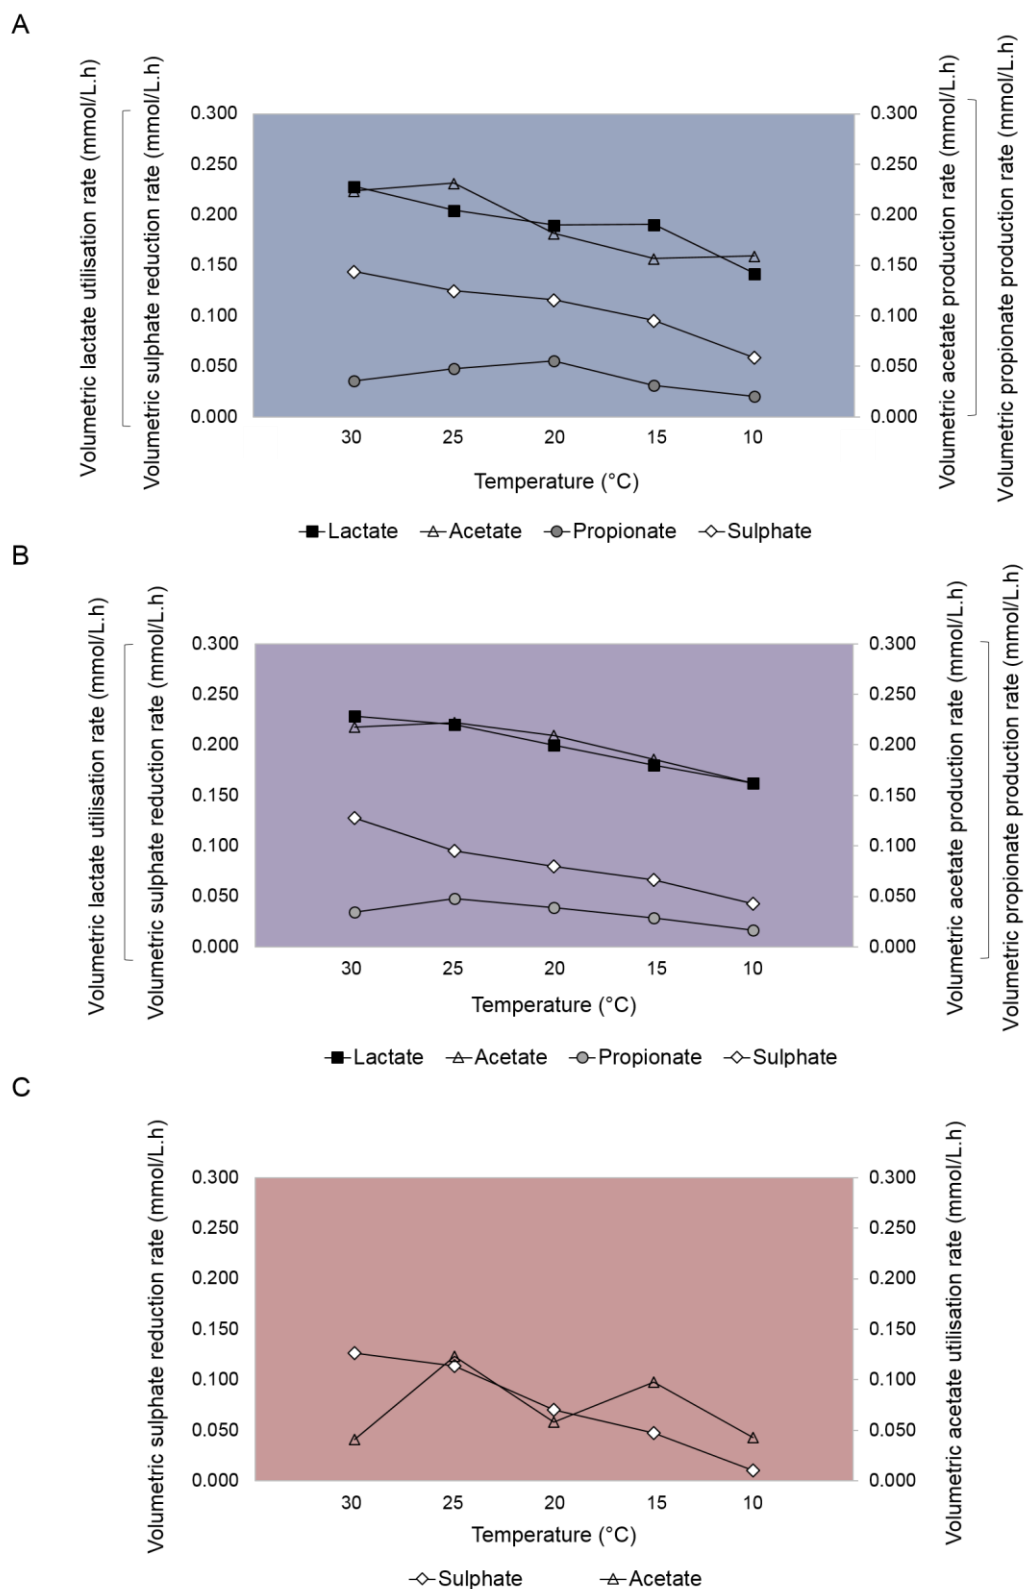 A
Volumetric lactate utilisation rate (mmol/L.h)
Volumetric sulphate reduction rate (mmol/L.h)
0.300
0.250
0.200
0.150
0.100
0.050
0.000
0.300
0.250
0.200
0.150
0.100
0.050
0.000
Volumetric acetate production rate (mmol/L.h)
Volumetric propionate production rate (mmol/L.h)
30 25 20 15 10
Temperature (°C)
Lactate Acetate Propionate Sulphate
B
Volumetric lactate utilisation rate (mmol/L.h)
Volumetric sulphate reduction rate (mmol/L.h)
0.300
0.250
0.200
0.150
0.100
0.050
0.000
0.300
0.250
0.200
0.150
0.100
0.050
0.000
Volumetric acetate production rate (mmol/L.h)
Volumetric propionate production rate (mmol/L.h)
30 25 20 15 10
Temperature (°C)
Lactate Acetate Propionate Sulphate
C
Volumetric sulphate reduction rate (mmol/L.h)
0.300
0.250
0.200
0.150
0.100
0.050
0.000
0.300
0.250
0.200
0.150
0.100
0.050
0.000
Volumetric acetate utilisation rate (mmol/L.h)
30 25 20 15 10
Temperature (°C)
Sulphate Acetate